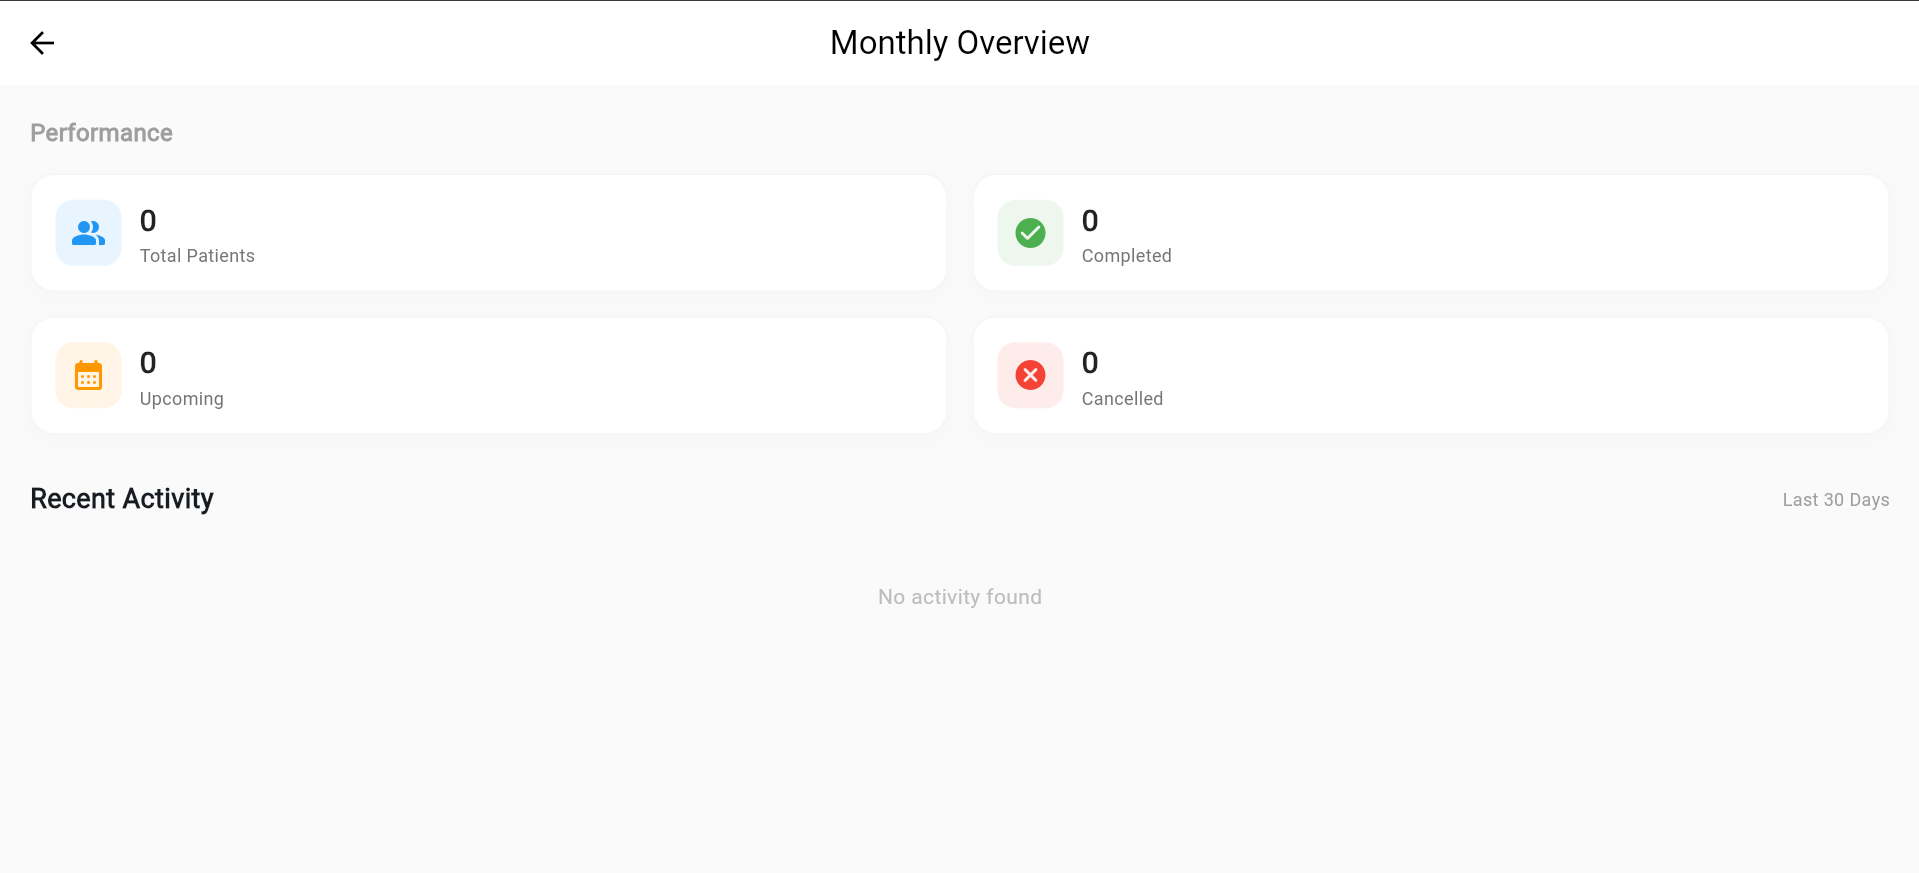 Monthly Overview
Performance
0
Total Patients
0
Completed
0
Upcoming
0
Cancelled
Recent Activity
Last 30 Days
No activity found